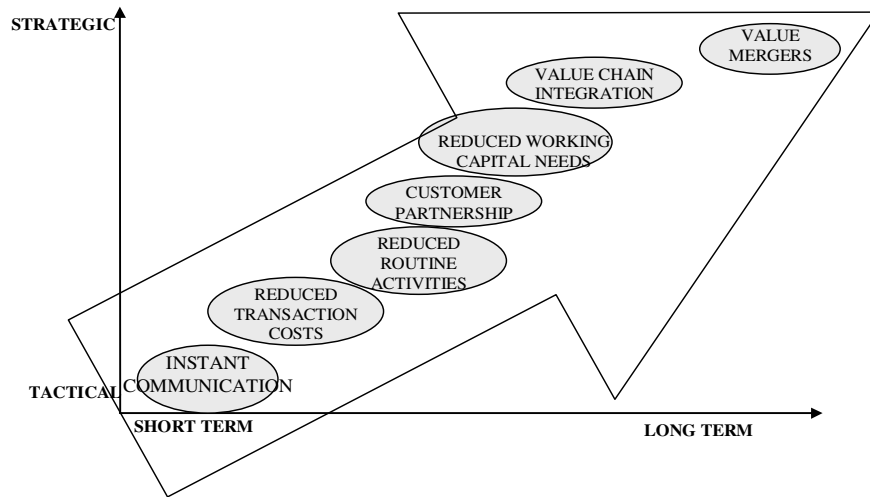 STRATEGIC
VALUE
MERGERS
VALUE CHAIN
INTEGRATION
REDUCED WORKING
CAPITAL NEEDS
CUSTOMER
PARTNERSHIP
REDUCED
ROUTINE
ACTIVITIES
REDUCED
TRANSACTION
COSTS
INSTANT
COMMUNICATION
TACTICAL
SHORT TERM
LONG TERM